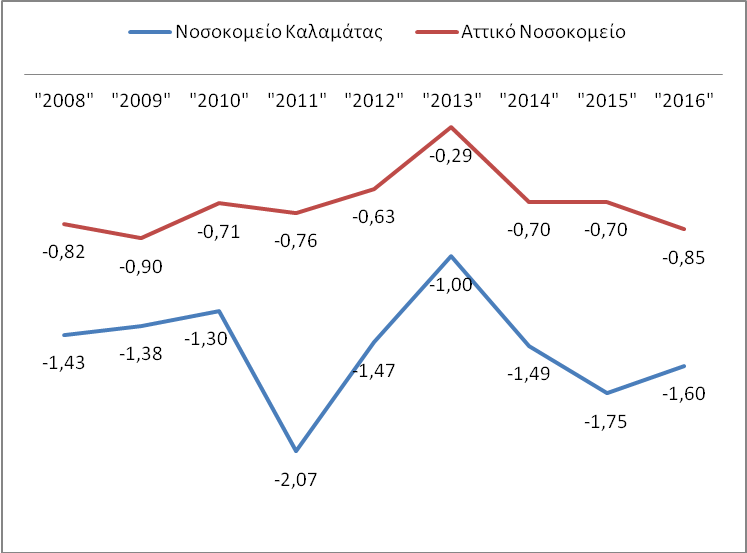 Νοσοκομείο Καλαμάτας Αττικό Νοσοκομείο
"2008" "2009" "2010" "2011" "2012" "2013" "2014" "2015" "2016"
-0,82 -0,90 -0,71 -0,76 -0,63 -0,29 -0,70 -0,70 -0,85
-1,43 -1,38 -1,30 -2,07 -1,47 -1,00 -1,49 -1,75 -1,60